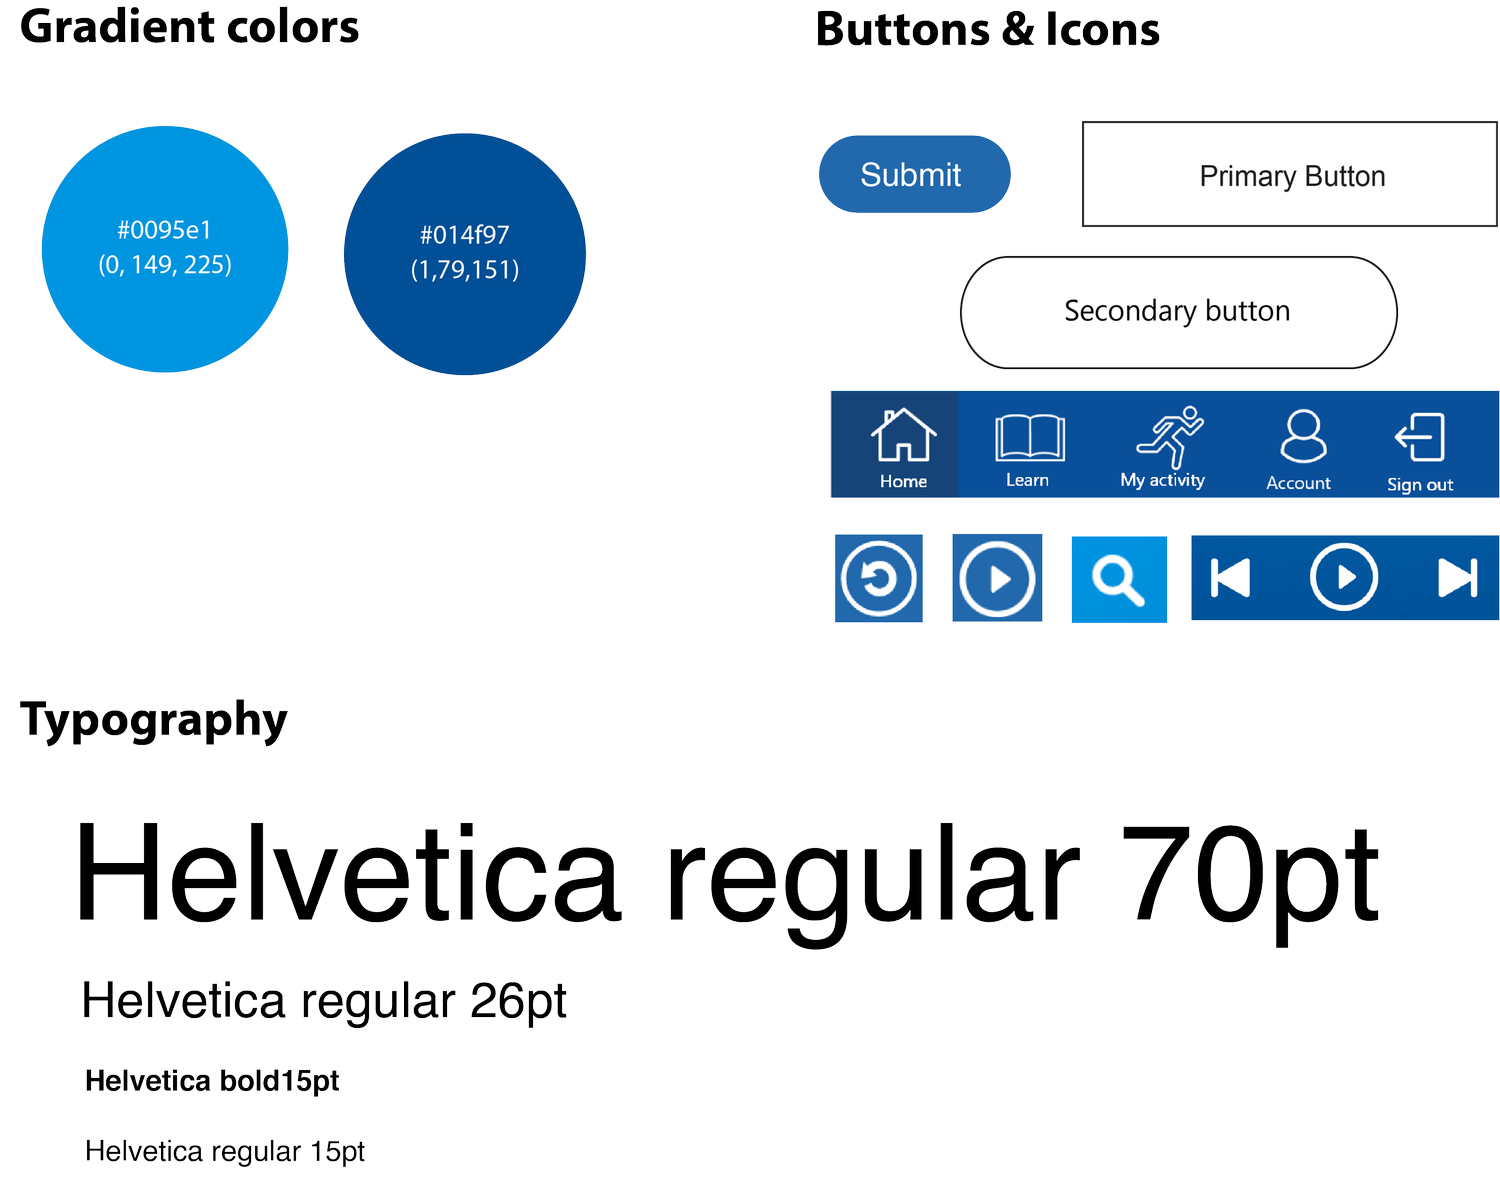 Gradient colors
#0095e1
(0, 149, 225)
#014f97
(1,79,151)
Buttons & Icons
Submit
Primary Button
Secondary button
Home
Learn
My activity
Account
Sign out
Typography
Helvetica regular 70pt
Helvetica regular 26pt
Helvetica bold15pt
Helvetica regular 15pt